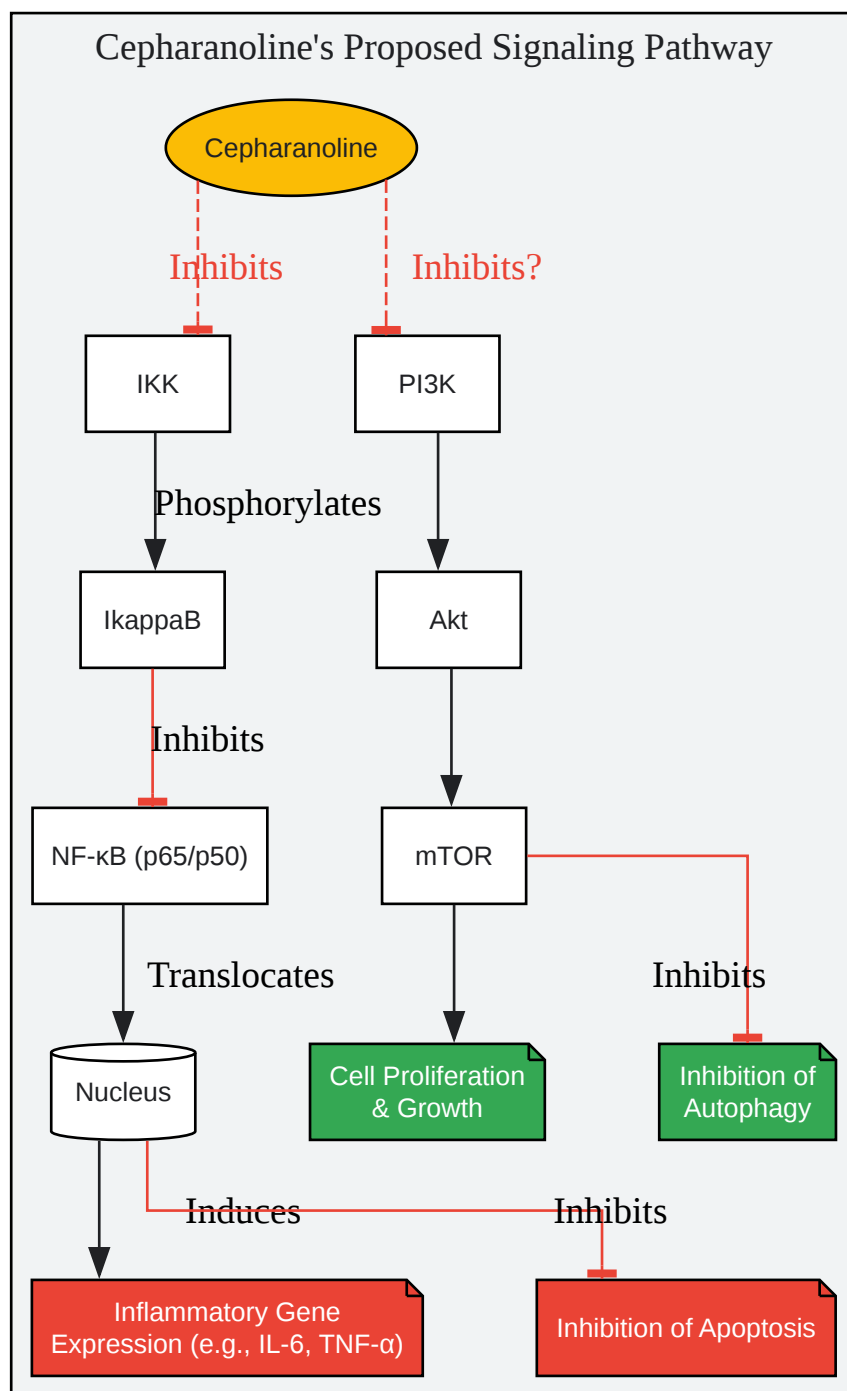 Cepharanoline's Proposed Signaling Pathway
Cepharanoline
Inhibits
Inhibits?
IKK
PI3K
Phosphorylates
IkappaB
Akt
Inhibits
NF-κB (p65/p50)
mTOR
Translocates
Inhibits
Nucleus
Cell Proliferation
& Growth
Inhibition of
Autophagy
Induces
Inhibits
Inflammatory Gene
Expression (e.g., IL-6, TNF-α)
Inhibition of Apoptosis